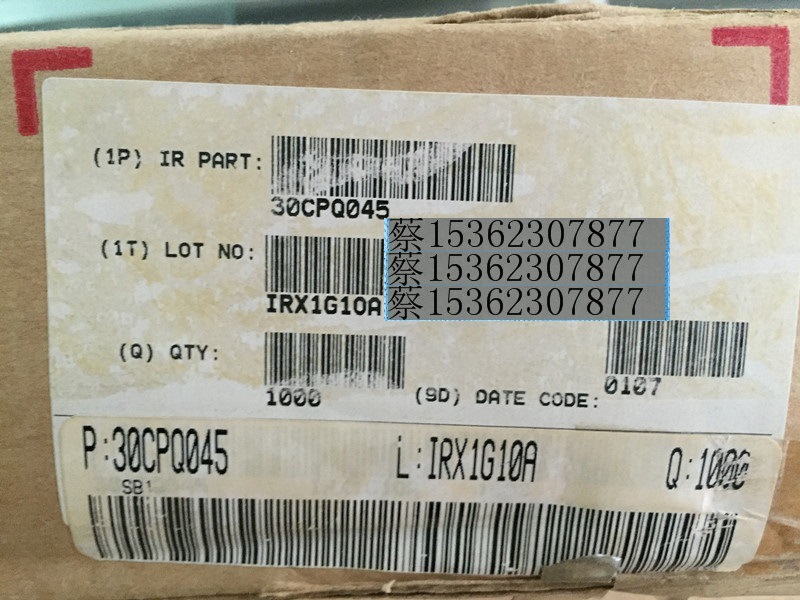 (1P) IR PART:
30CPQ045
蔡15362307877
(1T) LOT NO:
蔡15362307877
IRX1G10A
蔡15362307877
(Q) QTY:
1000
(9D) DATE CODE:
0107
P:30CPQ045 L:IRX1G10A Q:1000
SB1